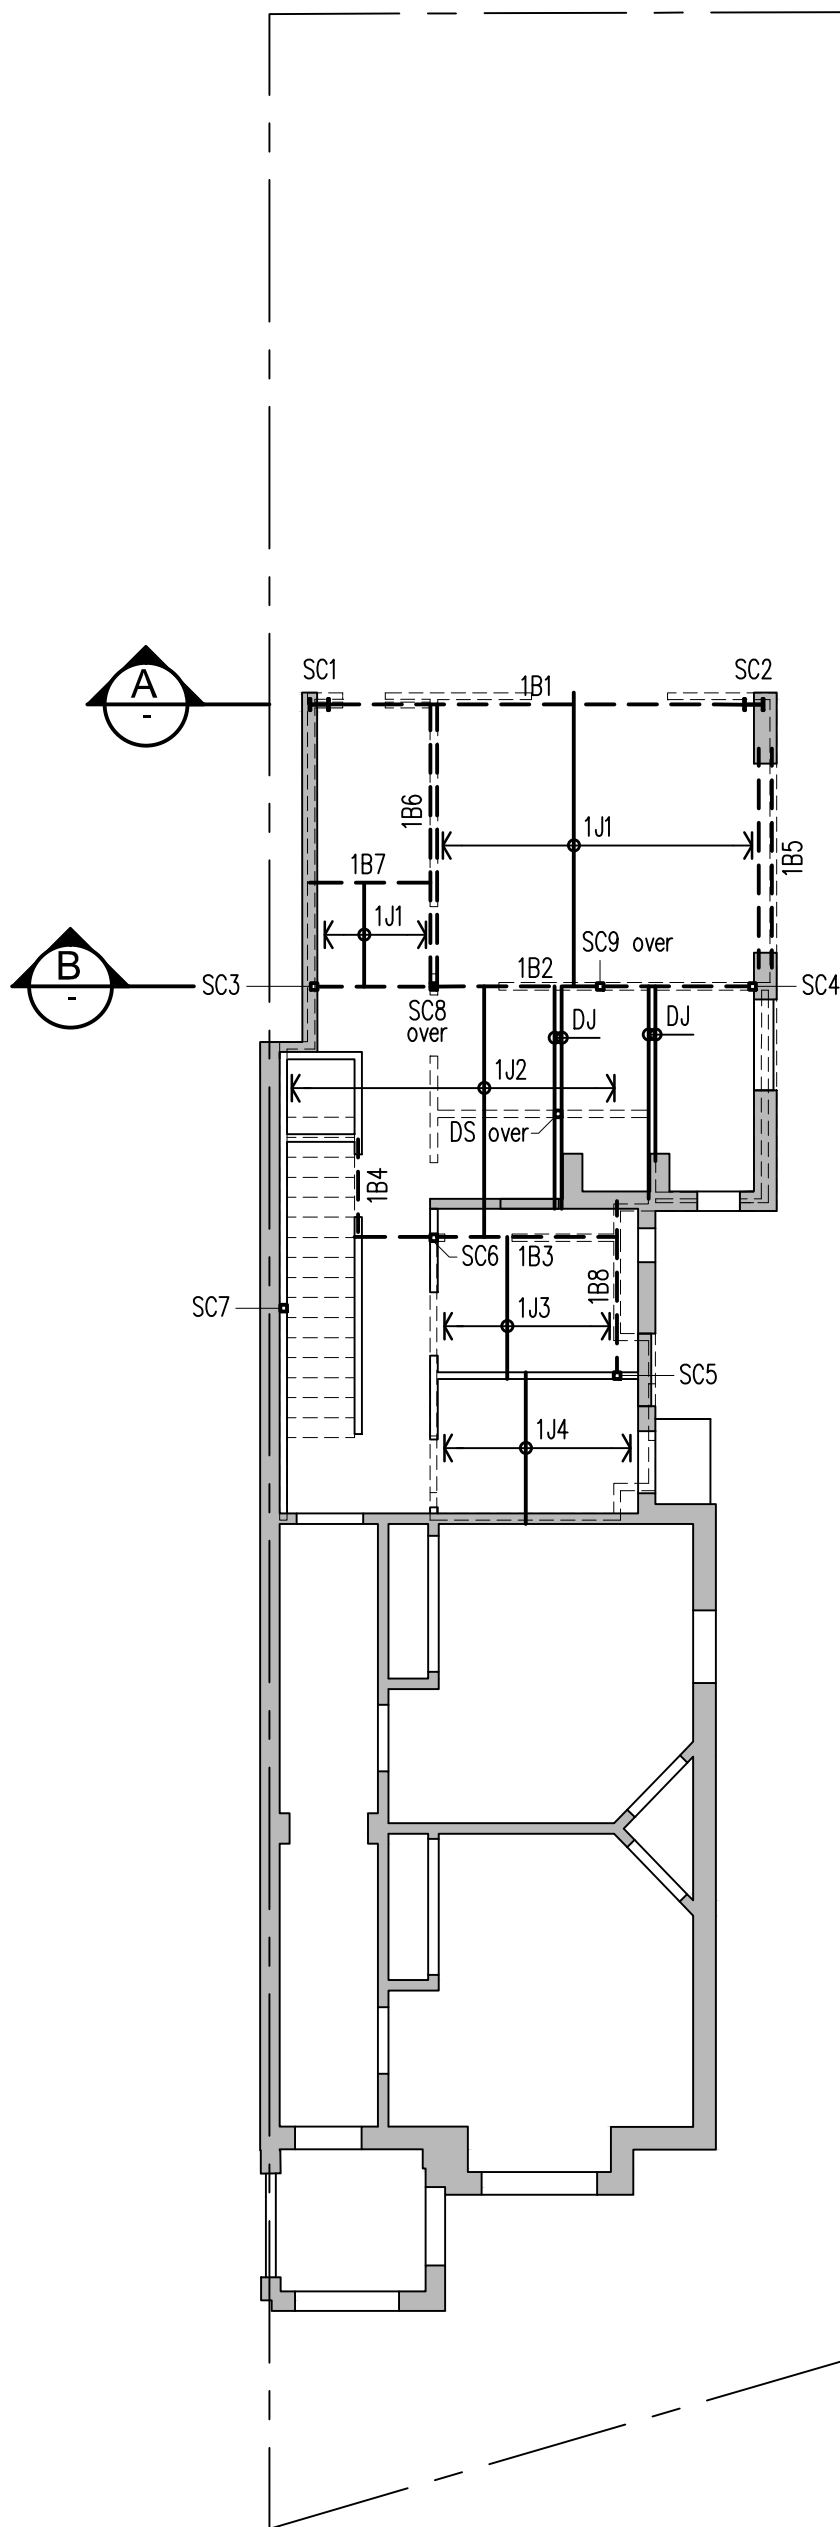 SC1
SC2
A
-
1B1
1B6
1J1
1B5
1B7
1J1
SC9 over
B
-
SC3
1B2
SC4
SC8
over
DJ
DJ
1J2
DS over
1B4
SC6
1B3
1B8
SC7
1J3
SC5
1J4